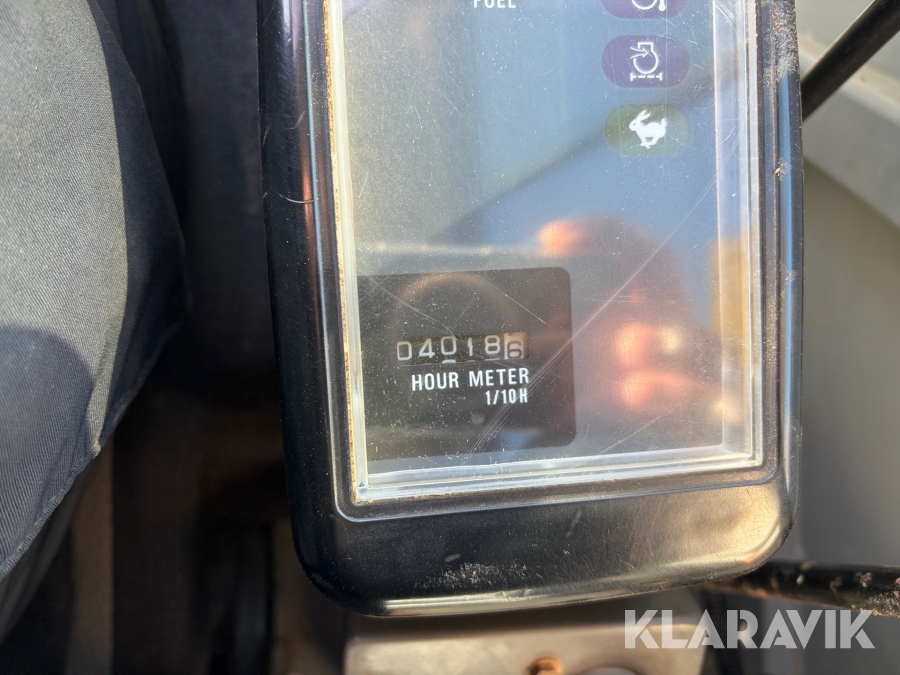 FUEL
040186
HOUR METER
1/10H
KLARAVIK